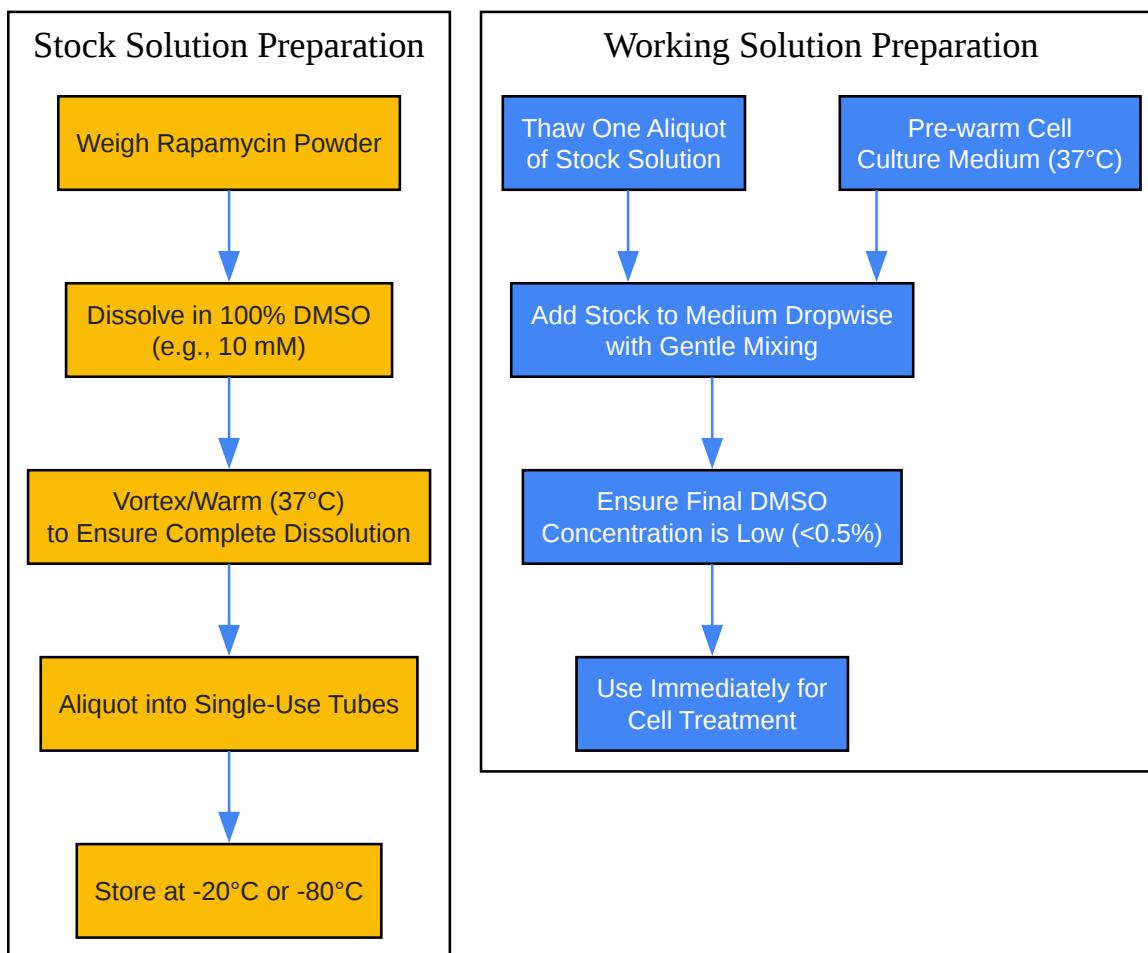 Stock Solution Preparation
Weigh Rapamycin Powder
Dissolve in 100% DMSO
(e.g., 10 mM)
Vortex/Warm (37°C)
to Ensure Complete Dissolution
Aliquot into Single-Use Tubes
Store at -20°C or -80°C
Working Solution Preparation
Thaw One Aliquot
of Stock Solution
Pre-warm Cell
Culture Medium (37°C)
Add Stock to Medium Dropwise
with Gentle Mixing
Ensure Final DMSO
Concentration is Low (<0.5%)
Use Immediately for
Cell Treatment